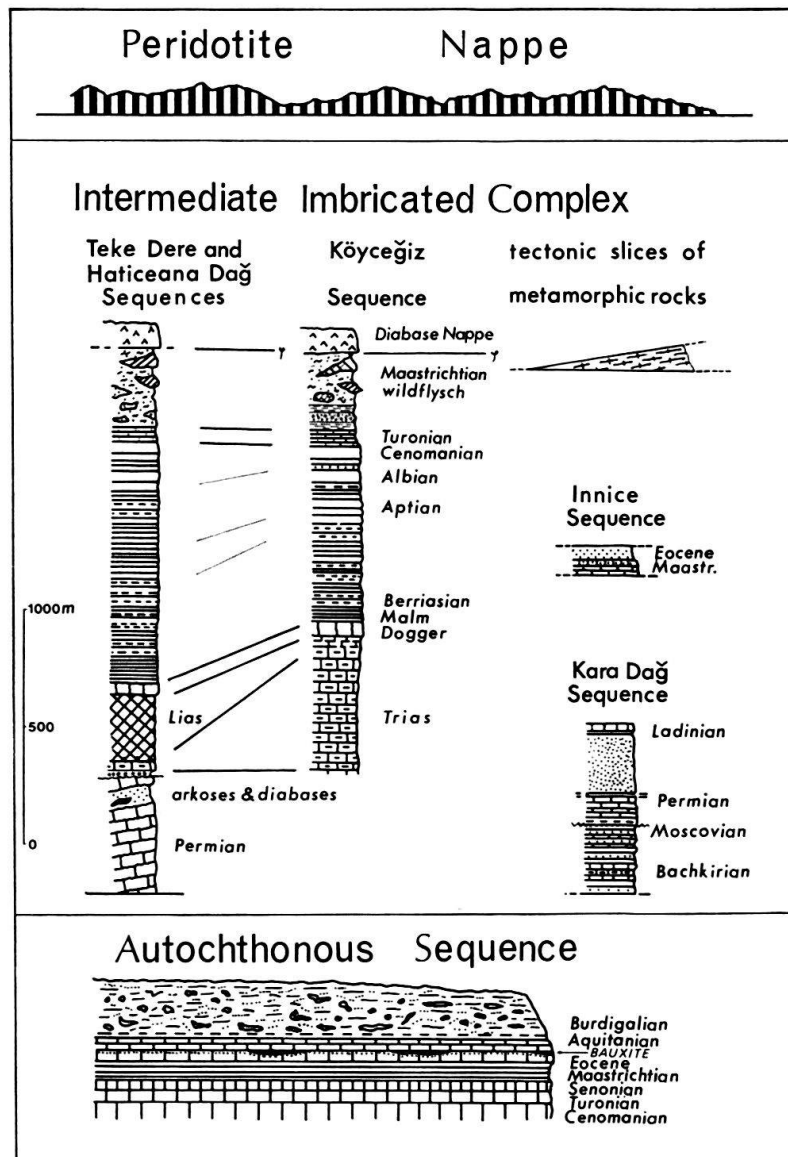 Peridotite Nappe
Intermediate Imbricated Complex
Teke Dere and
Haticeana Dağ
Sequences
Köyceğiz
Sequence
tectonic slices of
metamorphic rocks
Diabase Nappe
Maastrichtian
wildflysch
Turonian
Cenomanian
Albian
Aptian
Berriasian
Malm
Dogger
Trias
Lias
arkoses & diabases
Permian
1000m
500
0
Innice
Sequence
Eocene
Maastr.
Kara Dağ
Sequence
Ladinian
Permian
Moscovian
Bachkirian
Autochthonous Sequence
Burdigalian
Aquitanian
BAUXITE
Eocene
Maastrichtian
Senonian
Turonian
Cenomanian